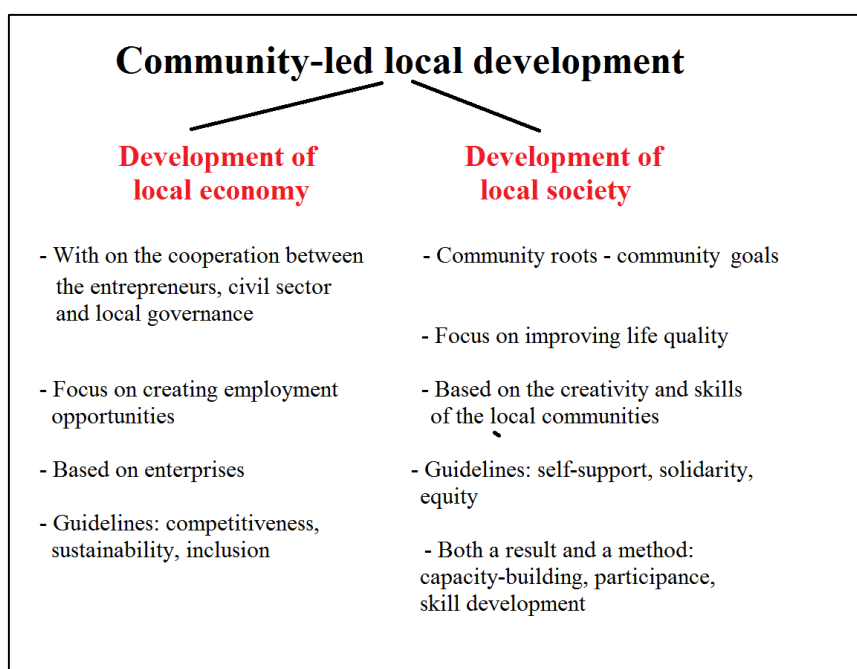 Community-led local development
Development of
local economy
- With on the cooperation between
the entrepreneurs, civil sector
and local governance
- Focus on creating employment
opportunities
- Based on enterprises
- Guidelines: competitiveness,
sustainability, inclusion
Development of
local society
- Community roots - community goals
- Focus on improving life quality
- Based on the creativity and skills
of the local communities
- Guidelines: self-support, solidarity,
equity
- Both a result and a method:
capacity-building, participance,
skill development